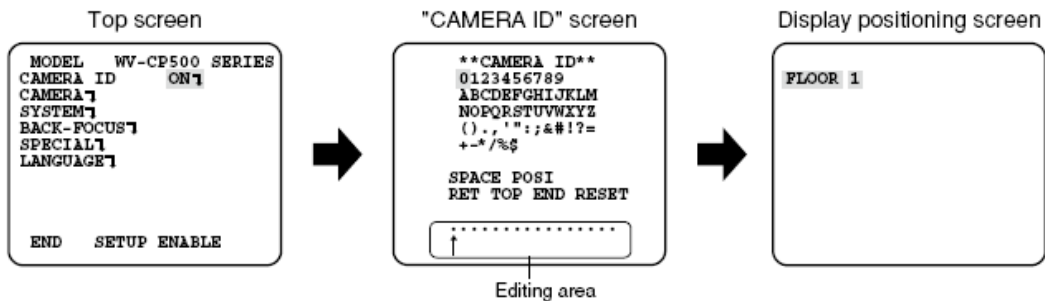 Top screen
MODEL WV-CP500 SERIES
CAMERA ID ON
CAMERA
SYSTEM
BACK-FOCUS
SPECIAL
LANGUAGE
END SETUP ENABLE
"CAMERA ID" screen
**CAMERA ID**
0123456789
ABCDEFGHIJKLM
NOPQRSTUVWXYZ
().,'":;&#!?=
+-*/%$
SPACE POSI
RET TOP END RESET
................
↑
Editing area
Display positioning screen
FLOOR 1